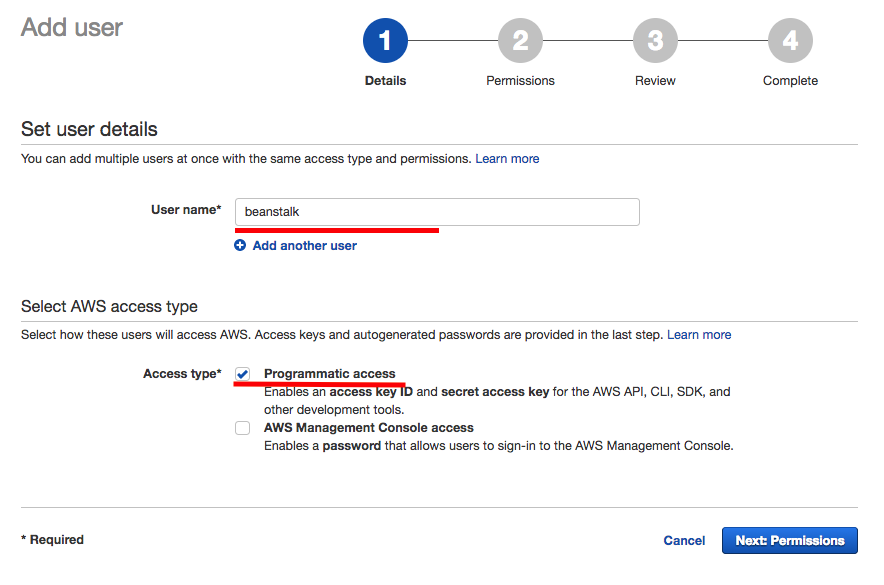 Add user
1 2 3 4
Details Permissions Review Complete
Set user details
You can add multiple users at once with the same access type and permissions. Learn more
User name* beanstalk
Add another user
Select AWS access type
Select how these users will access AWS. Access keys and autogenerated passwords are provided in the last step. Learn more
Access type* Programmatic access
Enables an access key ID and secret access key for the AWS API, CLI, SDK, and
other development tools.
AWS Management Console access
Enables a password that allows users to sign-in to the AWS Management Console.
* Required Cancel Next: Permissions